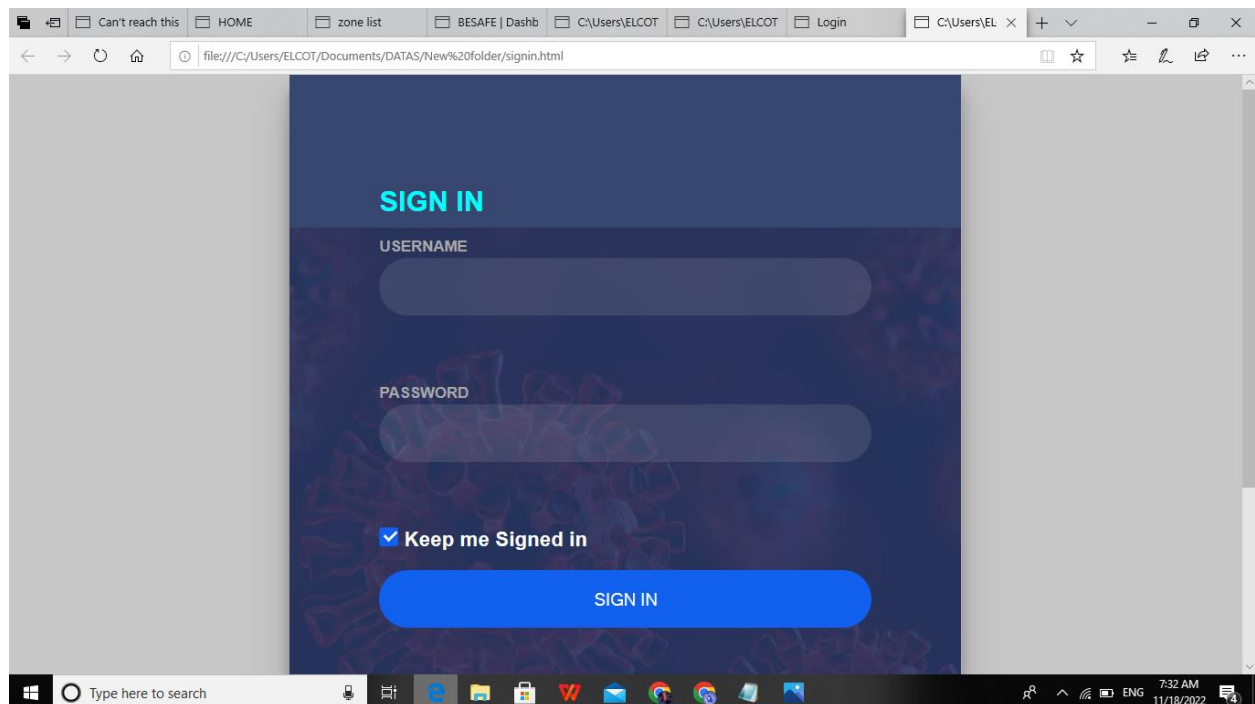 Can't reach this
HOME
zone list
BESAFE | Dashb
C:\Users\ELCOT
C:\Users\ELCOT
Login
C:\Users\EL
file:///C:/Users/ELCOT/Documents/DATAS/New%20folder/signin.html
SIGN IN
USERNAME
PASSWORD
Keep me Signed in
SIGN IN
Type here to search
ENG
7:32 AM
11/18/2022
4